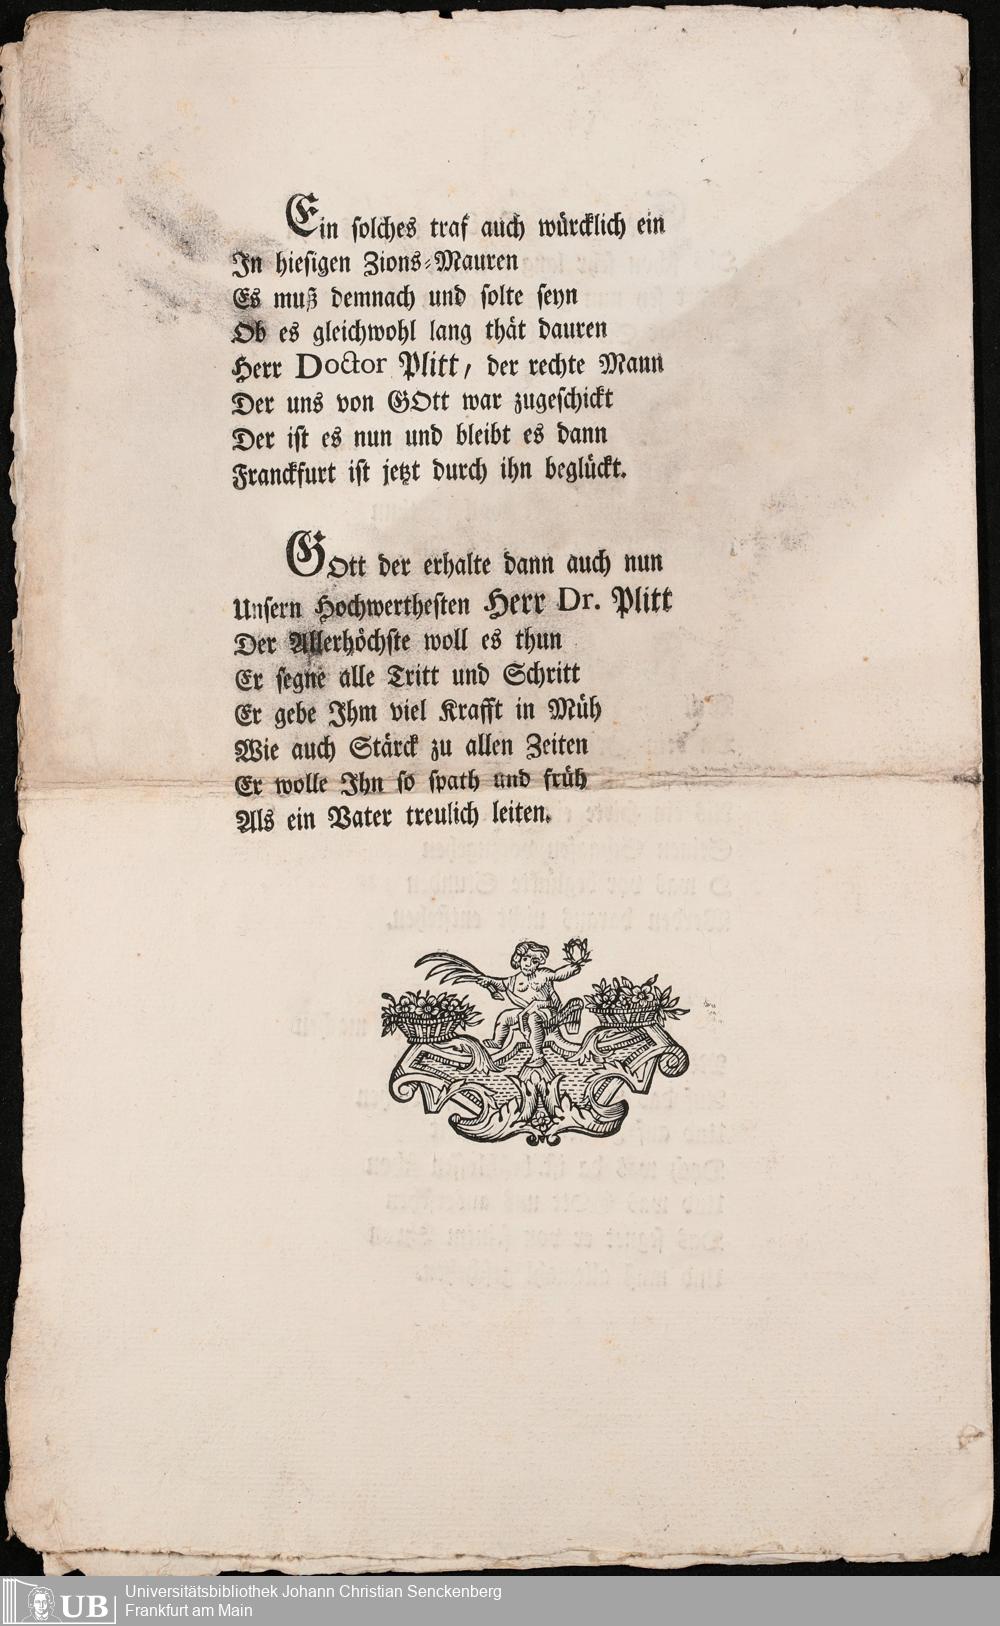 Ein solches traf auch würcklich ein
In hiesigen Zions-Mauren
Es muß demnach und solte seyn
Ob es gleichwohl lang thät dauren
Herr Doctor Plitt, der rechte Mann
Der uns von GOtt war zugeschickt
Der ist es nun und bleibt es dann
Franckfurt ist jetzt durch ihn beglückt.
GOtt der erhalte dann auch nun
Unsern Hochwerthesten Herr Dr. Plitt
Der Allerhöchste woll es thun
Er segne alle Tritt und Schritt
Er gebe Ihm viel Krafft in Müh
Wie auch Stärck zu allen Zeiten
Er wolle Ihn so spath und früh
Als ein Vater treulich leiten.
UB Universitätsbibliothek Johann Christian Senckenberg
Frankfurt am Main